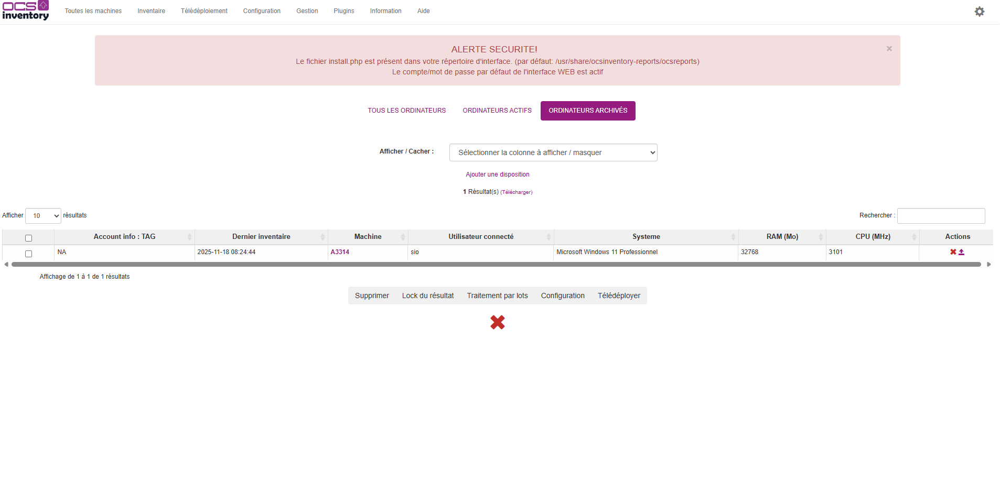 OCS
inventory
Toutes les machines Inventaire Télédéploiement Configuration Gestion Plugins Information Aide
ALERTE SECURITE!
×
Le fichier install.php est présent dans votre répertoire d'interface. (par défaut: /usr/share/ocsinventory-reports/ocsreports)
Le compte/mot de passe par défaut de l'interface WEB est actif
TOUS LES ORDINATEURS ORDINATEURS ACTIFS ORDINATEURS ARCHIVÉS
Afficher / Cacher : Sélectionner la colonne à afficher / masquer
Ajouter une disposition
1 Résultat(s) (Télécharger)
Afficher 10 résultats Rechercher :
Account info : TAG Dernier inventaire Machine Utilisateur connecté Systeme RAM (Mo) CPU (MHz) Actions
NA 2025-11-18 08:24:44 A3314 sio Microsoft Windows 11 Professionnel 32768 3101
Affichage de 1 à 1 de 1 résultats
Supprimer Lock du résultat Traitement par lots Configuration Télédéployer